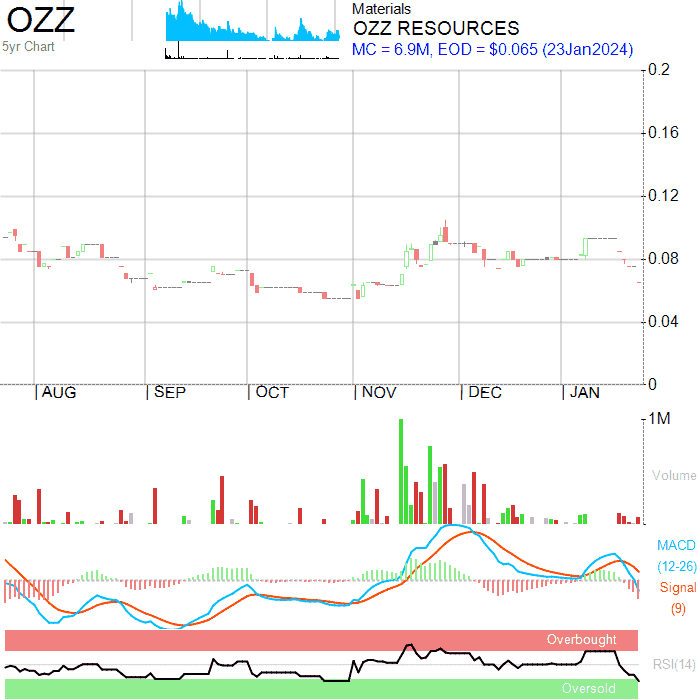 OZZ
5yr Chart
Materials
OZZ RESOURCES
MC = 6.9M, EOD = $0.065 (23Jan2024)
0.2
0.16
0.12
0.08
0.04
0
|AUG |SEP |OCT |NOV |DEC |JAN
1M
Volume
MACD
(12-26)
Signal
(9)
Overbought
RSI(14)
Oversold